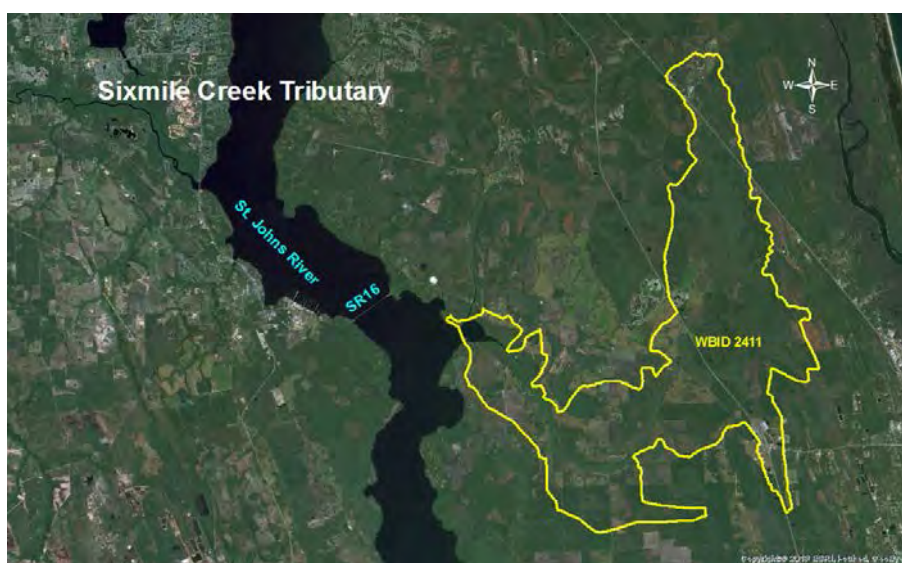 Sixmile Creek Tributary
N
W E
S
St. Johns River
SR16
WBID 2411